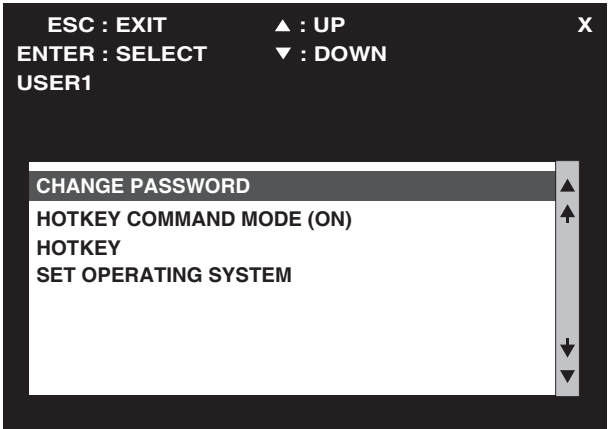 ESC : EXIT ▲ : UP X
ENTER : SELECT ▼ : DOWN
USER1
CHANGE PASSWORD
HOTKEY COMMAND MODE (ON)
HOTKEY
SET OPERATING SYSTEM